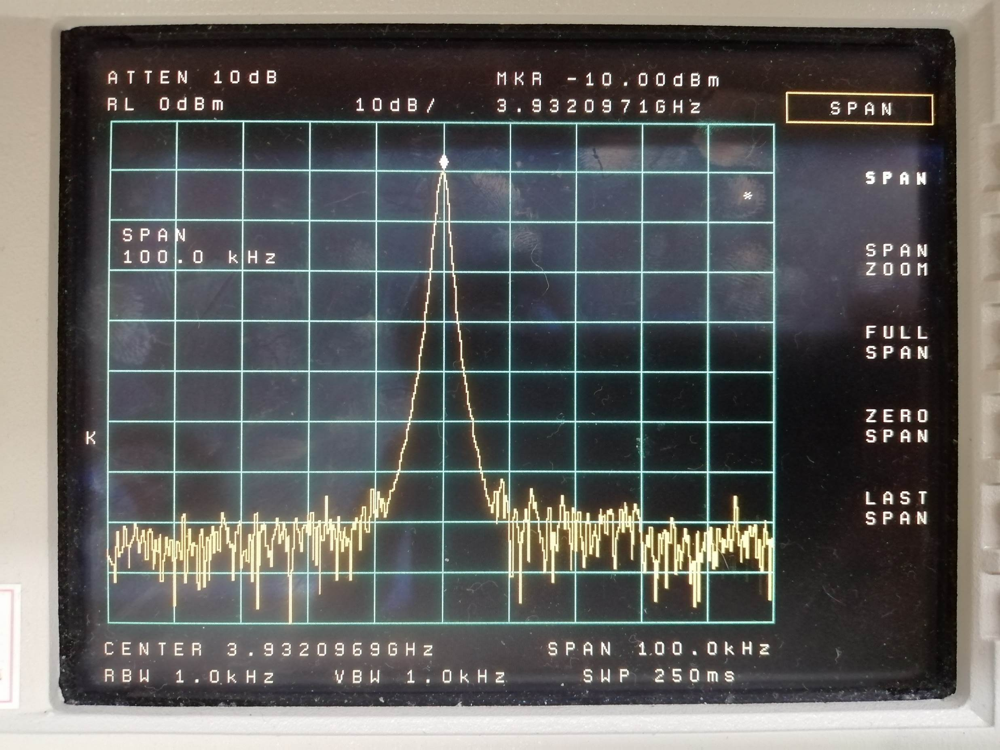 ATTEN 10dB
MKR -10.00dBm
RL 0dBm
10dB/
3.9320971GHz
SPAN
SPAN
*
SPAN
100.0 kHz
SPAN
ZOOM
FULL
SPAN
ZERO
SPAN
K
LAST
SPAN
CENTER 3.9320969GHz
SPAN 100.0kHz
RBW 1.0kHz
VBW 1.0kHz
SWP 250ms